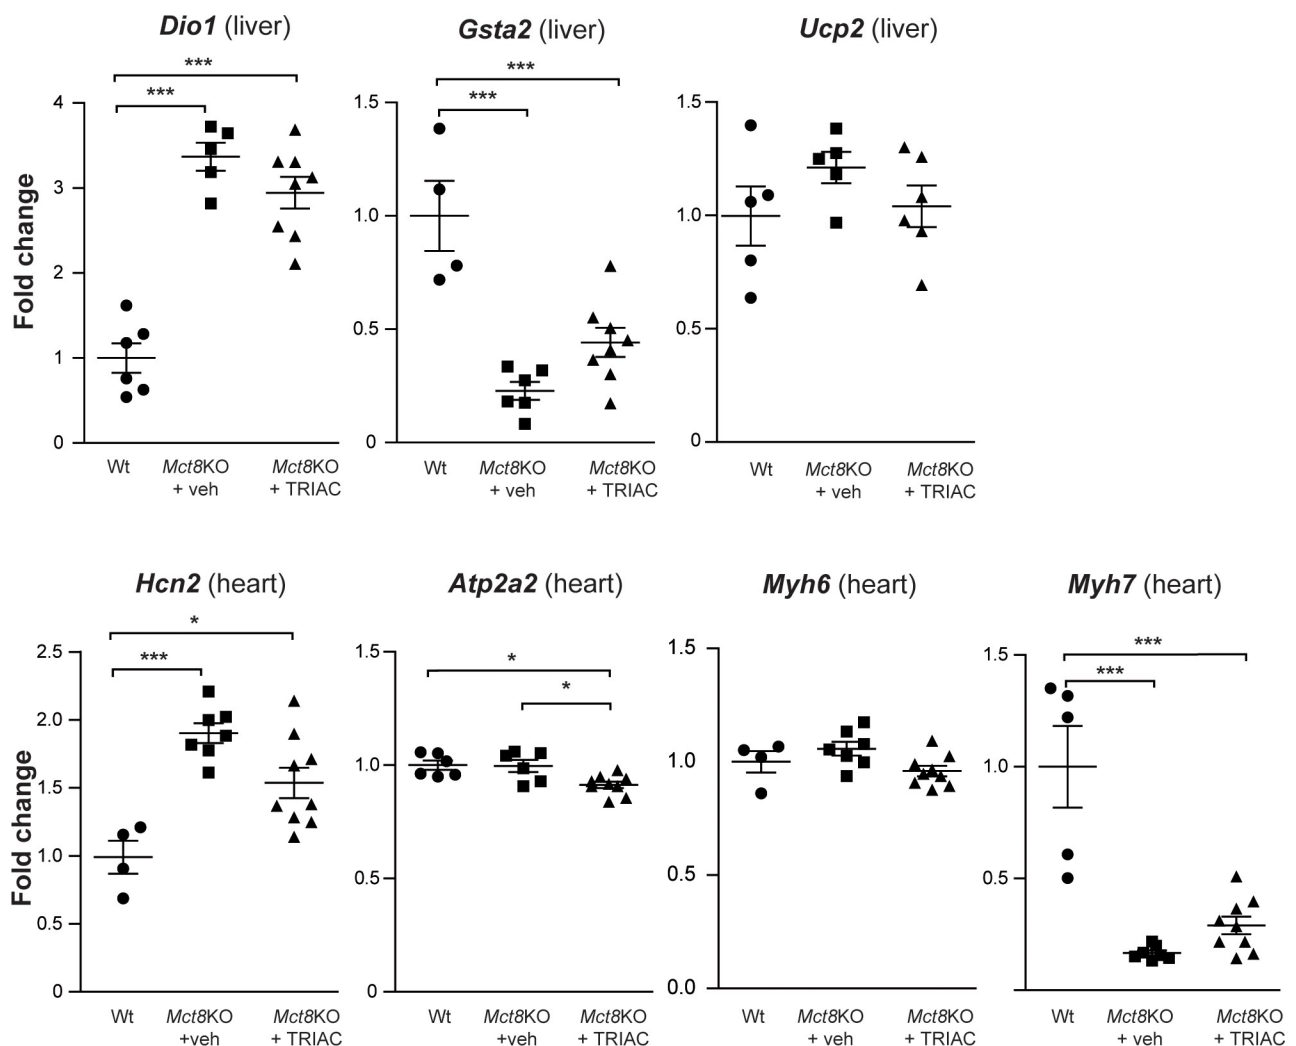 Dio1 (liver)
Gsta2 (liver)
Ucp2 (liver)
***
***
***
***
Fold change
4
3
2
1
0
1.5
1.0
0.5
0
1.5
1.0
0.5
0
Wt
Mct8KO
+ veh
Mct8KO
+ TRIAC
Wt
Mct8KO
+ veh
Mct8KO
+ TRIAC
Wt
Mct8KO
+ veh
Mct8KO
+ TRIAC
Hcn2 (heart)
Atp2a2 (heart)
Myh6 (heart)
Myh7 (heart)
*
***
*
*
***
***
Fold change
2.5
2.0
1.5
1.0
0.5
0
1.5
1.0
0.5
0
1.5
1.0
0.5
0.0
1.5
1.0
0.5
Wt
Mct8KO
+veh
Mct8KO
+ TRIAC
Wt
Mct8KO
+ veh
Mct8KO
+ TRIAC
Wt
Mct8KO
+ veh
Mct8KO
+ TRIAC
Wt
Mct8KO
+ veh
Mct8KO
+ TRIAC